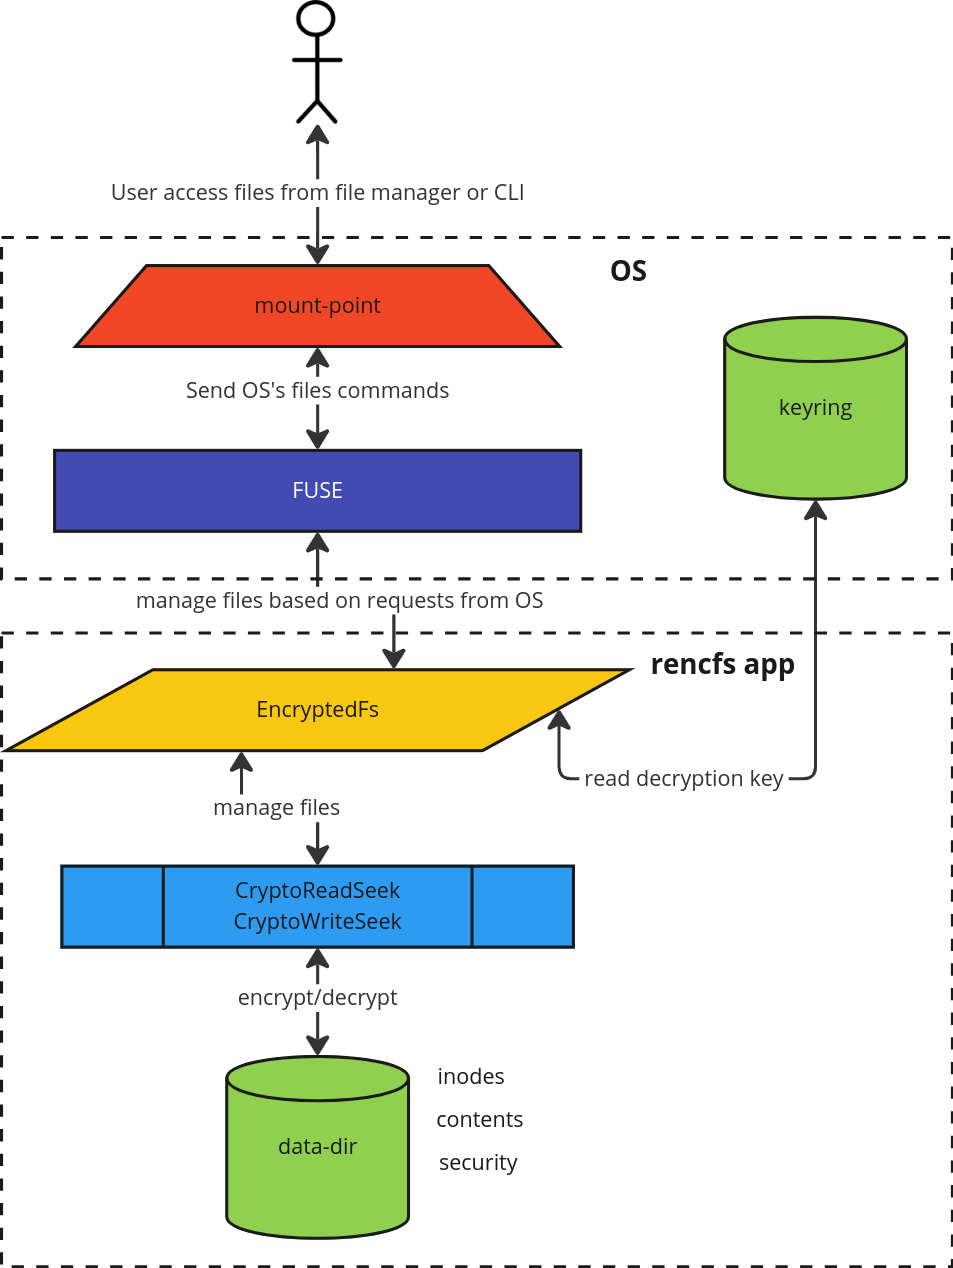 User access files from file manager or CLI
OS
mount-point
Send OS's files commands
keyring
FUSE
manage files based on requests from OS
rencfs app
EncryptedFs
read decryption key
manage files
CryptoReadSeek
CryptoWriteSeek
encrypt/decrypt
inodes
contents
data-dir
security